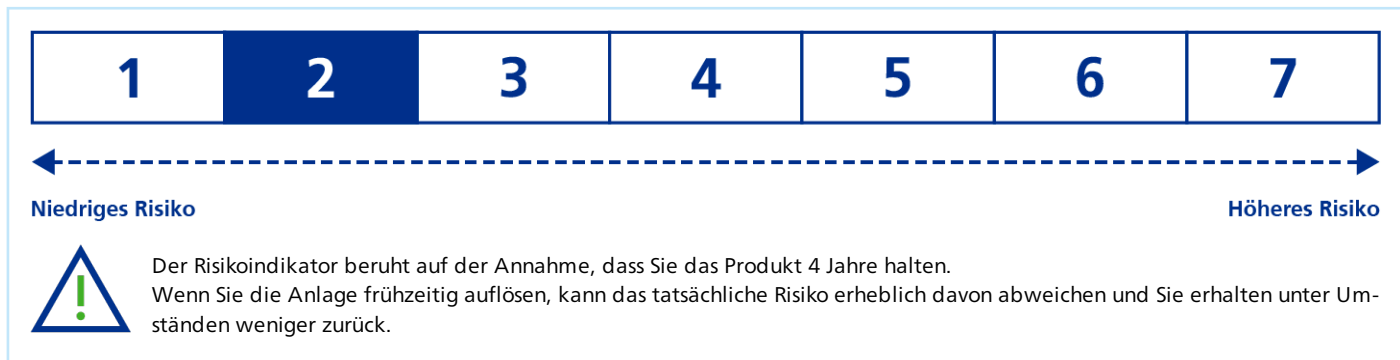 1 2 3 4 5 6 7
Niedriges Risiko Höheres Risiko
Der Risikoindikator beruht auf der Annahme, dass Sie das Produkt 4 Jahre halten.
Wenn Sie die Anlage frühzeitig auflösen, kann das tatsächliche Risiko erheblich davon abweichen und Sie erhalten unter Um-
ständen weniger zurück.